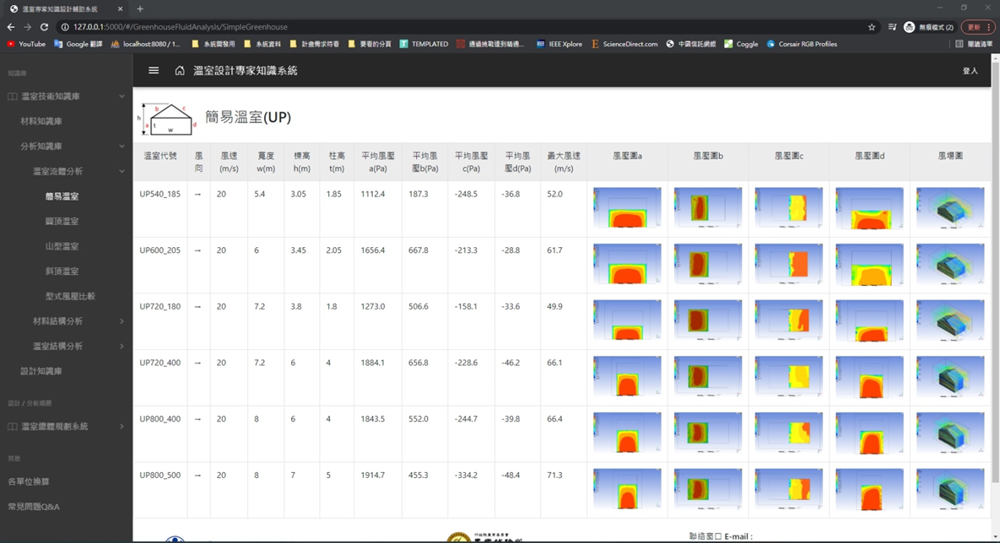 溫室專家知識設計輔助系統
127.0.0.1:5000/#/GreenhouseFluidAnalysis/SimpleGreenhouse
無痕模式 (2)
更新
YouTube
Google 翻譯
localhost:8080 / 1...
系統開發用
系統資料
計畫需求待看
要看的分頁
TEMPLATED
通過挑戰達到精通...
IEEE Xplore
ScienceDirect.com
中國信託網銀
Coggle
Corsair RGB Profiles
閱讀清單
知識庫
溫室技術知識庫
材料知識庫
分析知識庫
溫室流體分析
簡易溫室
圓頂溫室
山型溫室
斜頂溫室
型式風壓比較
材料結構分析
溫室結構分析
設計知識庫
設計 / 分析規劃
溫室總體規劃系統
其他
各單位換算
常見問題Q&A
溫室設計專家知識系統
登入
h a b c d t w
簡易溫室(UP)
溫室代號 風向 風速(m/s) 寬度w(m) 棟高h(m) 柱高t(m) 平均風壓a(Pa) 平均風壓b(Pa) 平均風壓c(Pa) 平均風壓d(Pa) 最大風速(m/s) 風壓圖a 風壓圖b 風壓圖c 風壓圖d 風場圖
UP540_185 → 20 5.4 3.05 1.85 1112.4 187.3 -248.5 -36.8 52.0
UP600_205 → 20 6 3.45 2.05 1656.4 667.8 -213.3 -28.8 61.7
UP720_180 → 20 7.2 3.8 1.8 1273.0 506.6 -158.1 -33.6 49.9
UP720_400 → 20 7.2 6 4 1884.1 656.8 -228.6 -46.2 66.1
UP800_400 → 20 8 6 4 1843.5 552.0 -244.7 -39.8 66.4
UP800_500 → 20 8 7 5 1914.7 455.3 -334.2 -48.4 71.3
聯絡窗口 E-mail :